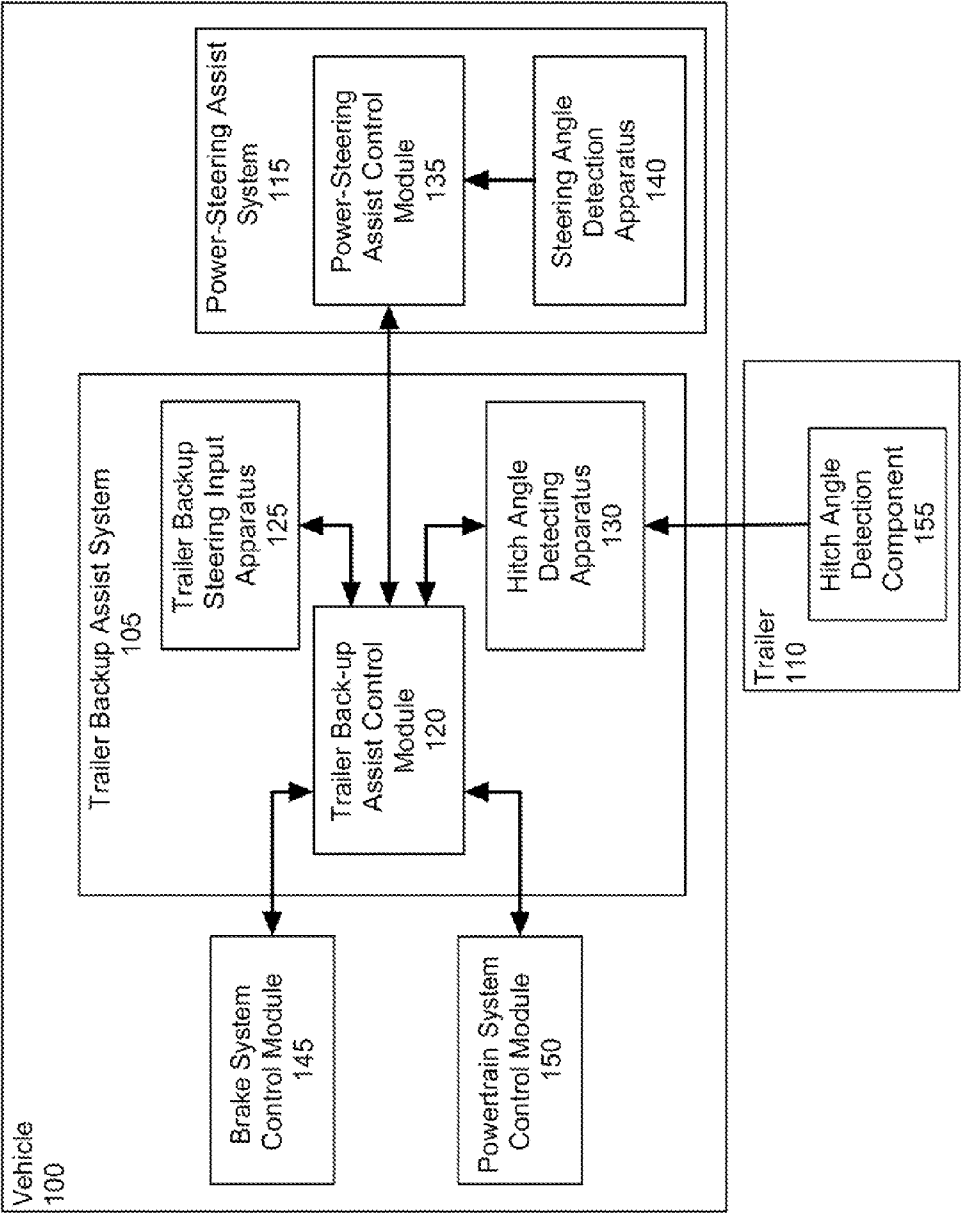 Vehicle
100
Brake System
Control Module
145
Powertrain System
Control Module
150
Trailer Backup Assist System
105
Trailer Back-up
Assist Control
Module
120
Trailer Backup
Steering Input
Apparatus
125
Hitch Angle
Detecting
Apparatus
130
Power-Steering Assist
System
115
Power-Steering
Assist Control
Module
135
Steering Angle
Detection
Apparatus
140
Trailer
110
Hitch Angle
Detection
Component
155